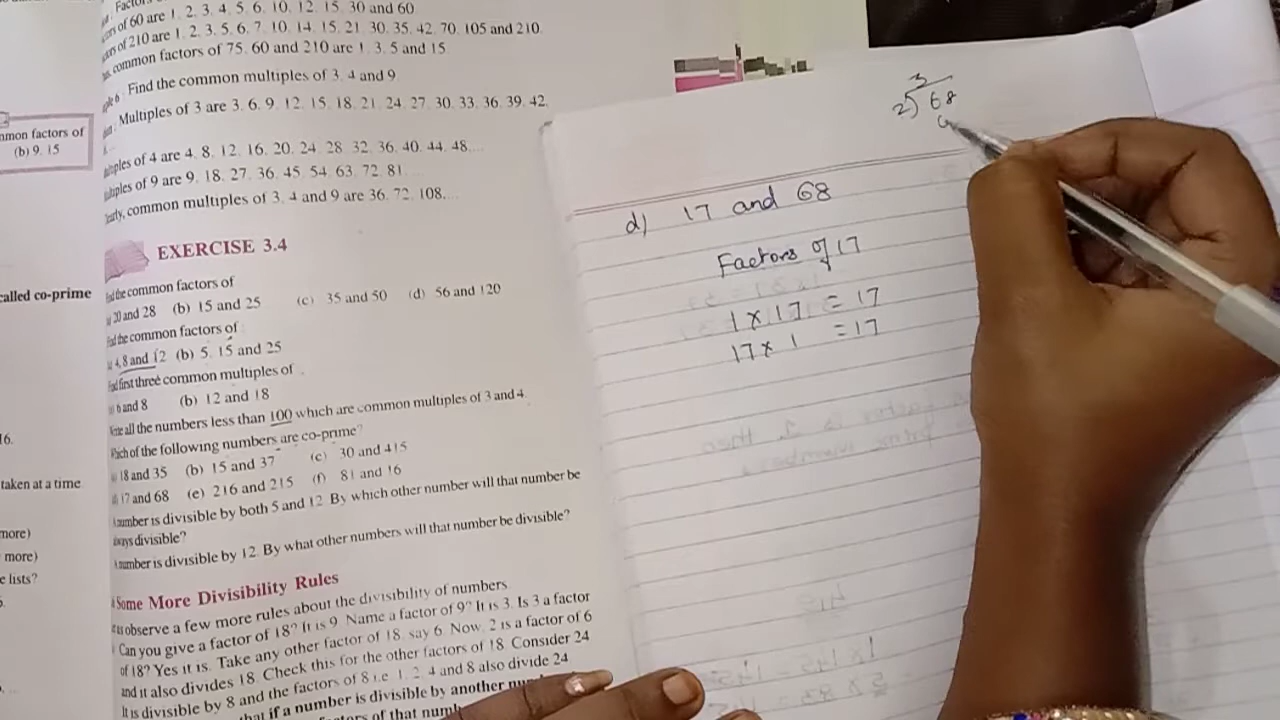 of 60 are 1. 2. 3. 4. 5. 6. 10. 12. 15. 30 and 60
of 210 are 1. 2. 3. 5. 6. 7. 10. 14. 15. 21. 30. 35. 42. 70. 105 and 210.
common factors of 75. 60 and 210 are 1. 3. 5 and 15.
Find the common multiples of 3. 4 and 9.
Multiples of 3 are 3. 6. 9. 12. 15. 18. 21. 24. 27. 30. 33. 36. 39. 42.
of 4 are 4. 8. 12. 16. 20. 24. 28. 32. 36. 40. 44. 48....
of 9 are 9. 18. 27. 36. 45. 54. 63. 72. 81....
common multiples of 3. 4 and 9 are 36. 72. 108....
factors of
(b) 9. 15
called co-prime
16.
taken at a time
more)
more)
lists?
EXERCISE 3.4
the common factors of
20 and 28 (b) 15 and 25 (c) 35 and 50 (d) 56 and 120
the common factors of
4, 8 and 12 (b) 5. 15 and 25
first three common multiples of
6 and 8 (b) 12 and 18
all the numbers less than 100 which are common multiples of 3 and 4.
of the following numbers are co-prime?
18 and 35 (b) 15 and 37 (c) 30 and 415
17 and 68 (e) 216 and 215 (f) 81 and 16
number is divisible by both 5 and 12. By which other number will that number be
divisible?
number is divisible by 12. By what other numbers will that number be divisible?
Some More Divisibility Rules
observe a few more rules about the divisibility of numbers
Can you give a factor of 18? It is 9. Name a factor of 9? It is 3. Is 3 a factor
of 18? Yes it is. Take any other factor of 18. say 6. Now. 2 is a factor of 6
and it also divides 18. Check this for the other factors of 18. Consider 24
It is divisible by 8 and the factors of 8 i.e. 1. 2. 4 and 8 also divide 24
that if a number is divisible by another
of that
3
2) 68
d) 17 and 68
Factors of 17
1 x 17 = 17
17 x 1 = 17